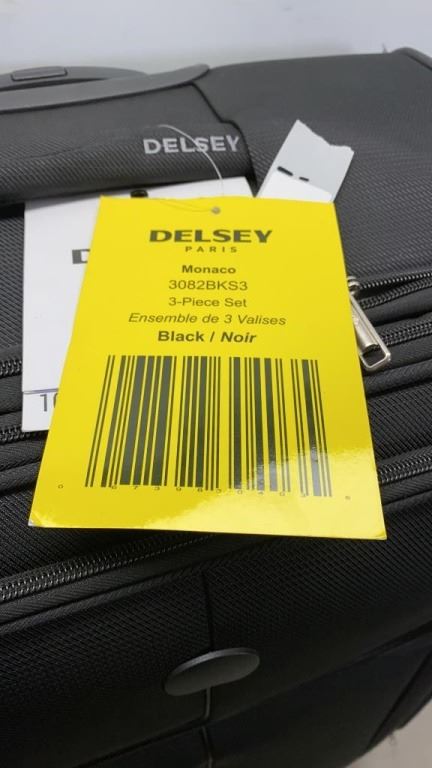 DELSEY
DELSEY
PARIS
Monaco
3082BKS3
3-Piece Set
Ensemble de 3 Valises
Black / Noir